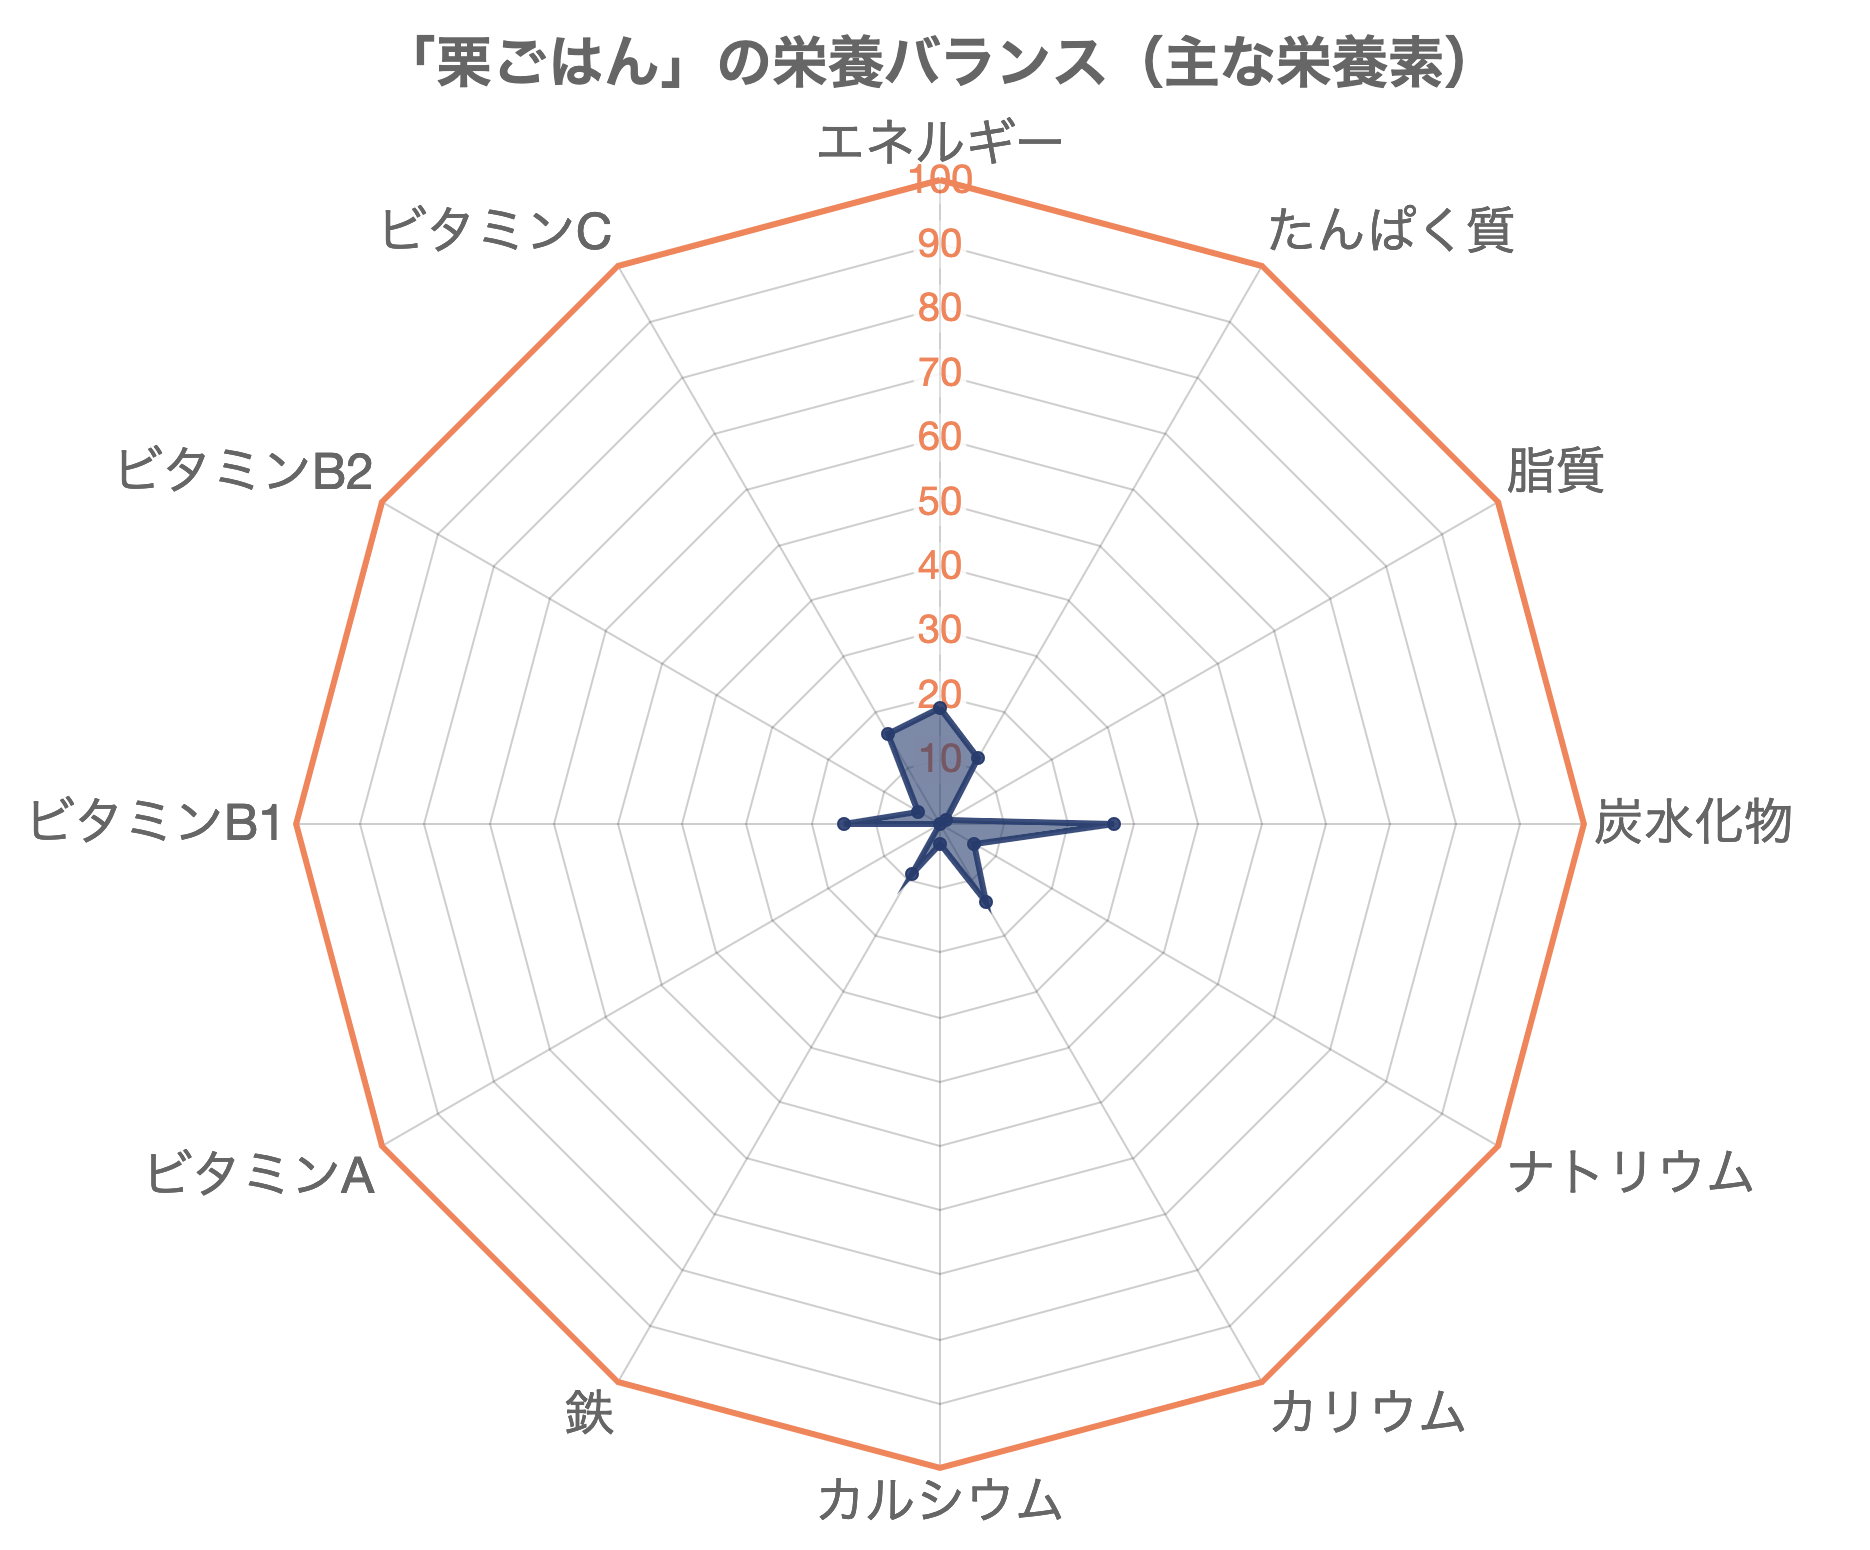 「栗ごはん」の栄養バランス（主な栄養素）
エネルギー
たんぱく質
脂質
炭水化物
ナトリウム
カリウム
カルシウム
鉄
ビタミンA
ビタミンB1
ビタミンB2
ビタミンC
100
90
80
70
60
50
40
30
20
10